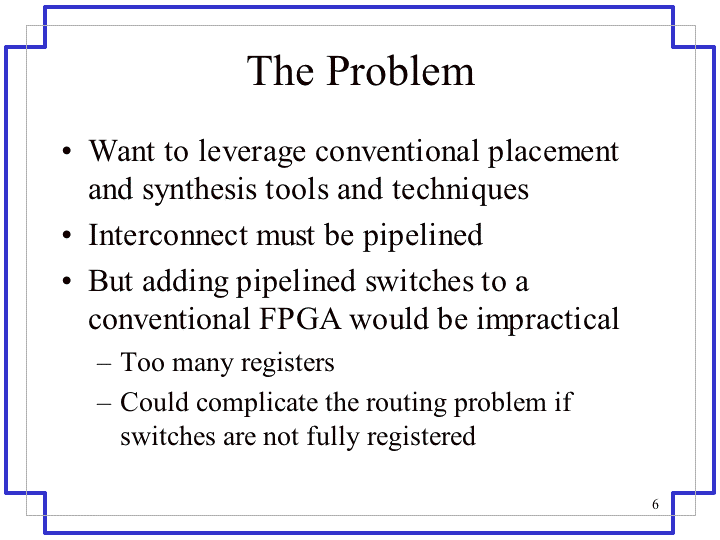 The Problem
• Want to leverage conventional placement
and synthesis tools and techniques
• Interconnect must be pipelined
• But adding pipelined switches to a
conventional FPGA would be impractical
– Too many registers
– Could complicate the routing problem if
switches are not fully registered
6